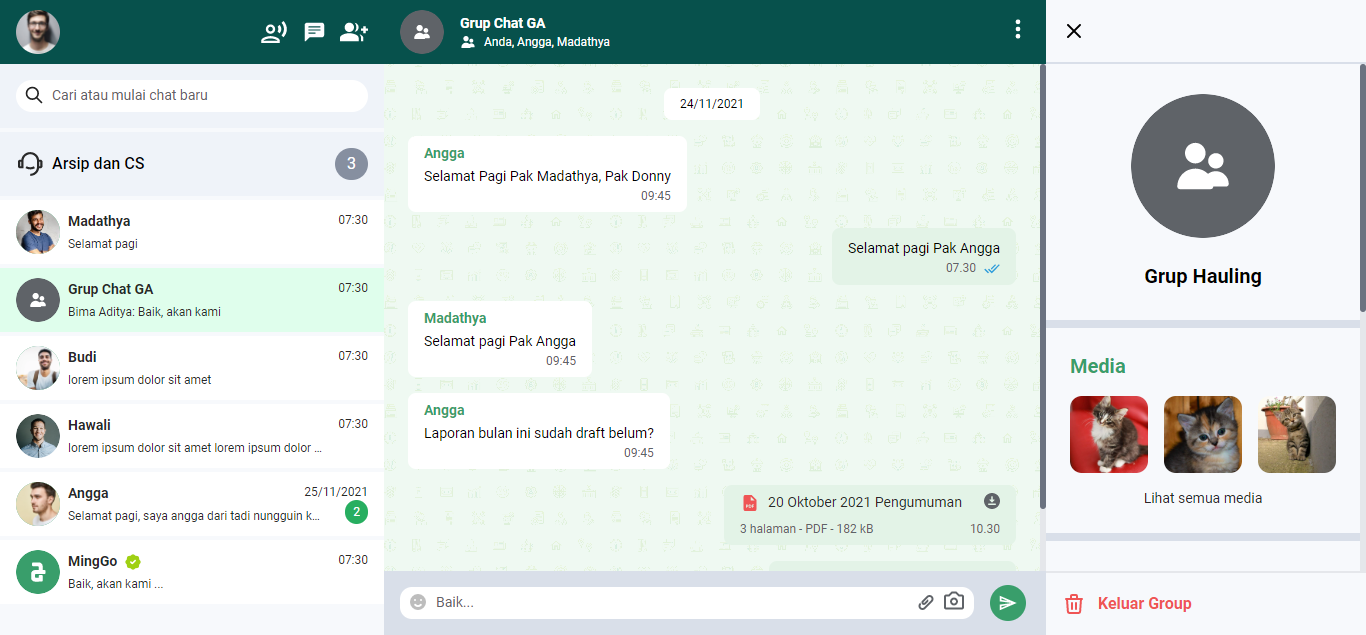 Cari atau mulai chat baru
Arsip dan CS
3
Madathya
07:30
Selamat pagi
Grup Chat GA
07:30
Bima Aditya: Baik, akan kami
Budi
07:30
lorem ipsum dolor sit amet
Hawali
07:30
lorem ipsum dolor sit amet lorem ipsum dolor ...
Angga
25/11/2021
Selamat pagi, saya angga dari tadi nungguin k...
2
MingGo
07:30
Baik, akan kami ...
Grup Chat GA
Anda, Angga, Madathya
24/11/2021
Angga
Selamat Pagi Pak Madathya, Pak Donny
09:45
Selamat pagi Pak Angga
07.30
Madathya
Selamat pagi Pak Angga
09:45
Angga
Laporan bulan ini sudah draft belum?
09:45
PDF
20 Oktober 2021 Pengumuman
3 halaman - PDF - 182 kB
10.30
Baik...
Grup Hauling
Media
Lihat semua media
Keluar Group